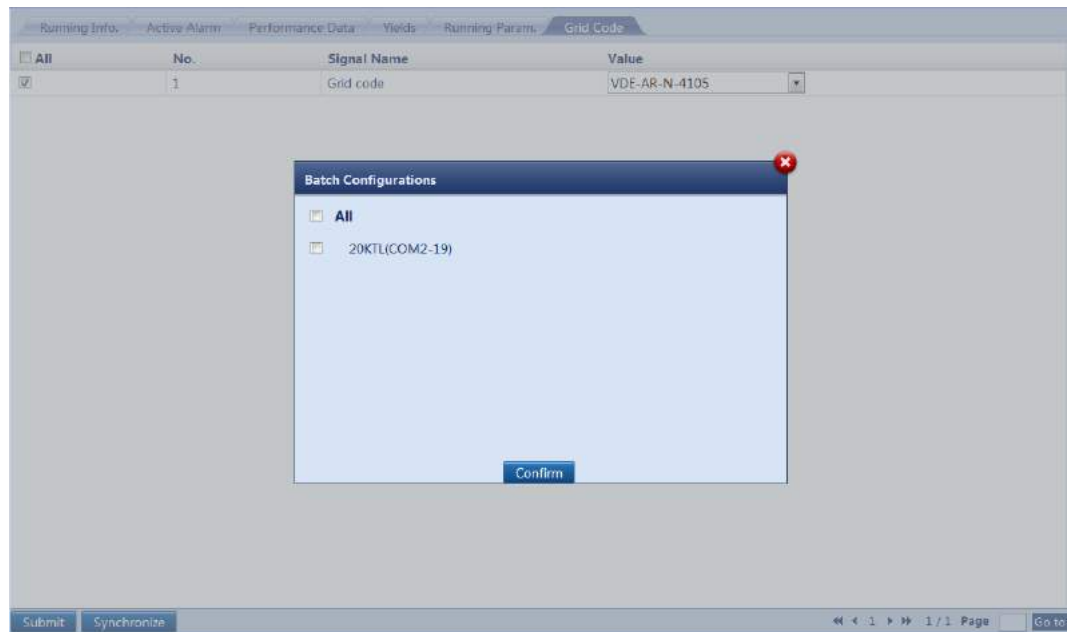 Running Info. Active Alarm Performance Data Yields Running Param. Grid Code
All No. Signal Name Value
1 Grid code VDE-AR-N-4105
Batch Configurations
All
20KTL(COM2-19)
Confirm
Submit Synchronize 1 1/1 Page Go to